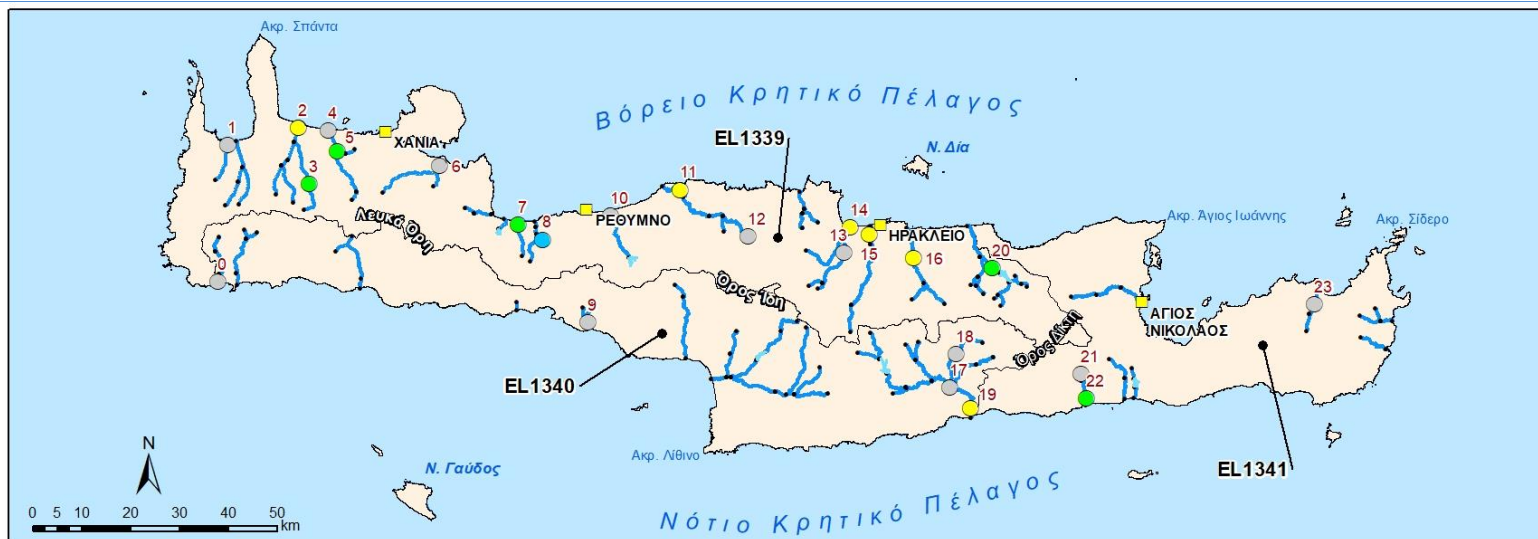 Ακρ. Σπάντα
Βόρειο Κρητικό Πέλαγος
EL1339
Ν. Δία
1
2
3
4
5
ΧΑΝΙΑ
6
7
8
ΡΕΘΥΜΝΟ
10
11
12
13
14
15
ΗΡΑΚΛΕΙΟ
16
20
Ακρ. Άγιος Ιωάννης
Ακρ. Σίδερο
Λευκά Όρη
0
9
Όρος Ίδη
Όρος Δίκτη
ΑΓΙΟΣ
ΝΙΚΟΛΑΟΣ
23
18
17
19
21
22
EL1340
EL1341
Ακρ. Λίθινο
Ν. Γαύδος
Νότιο Κρητικό Πέλαγος
N
0 5 10 20 30 40 50
km